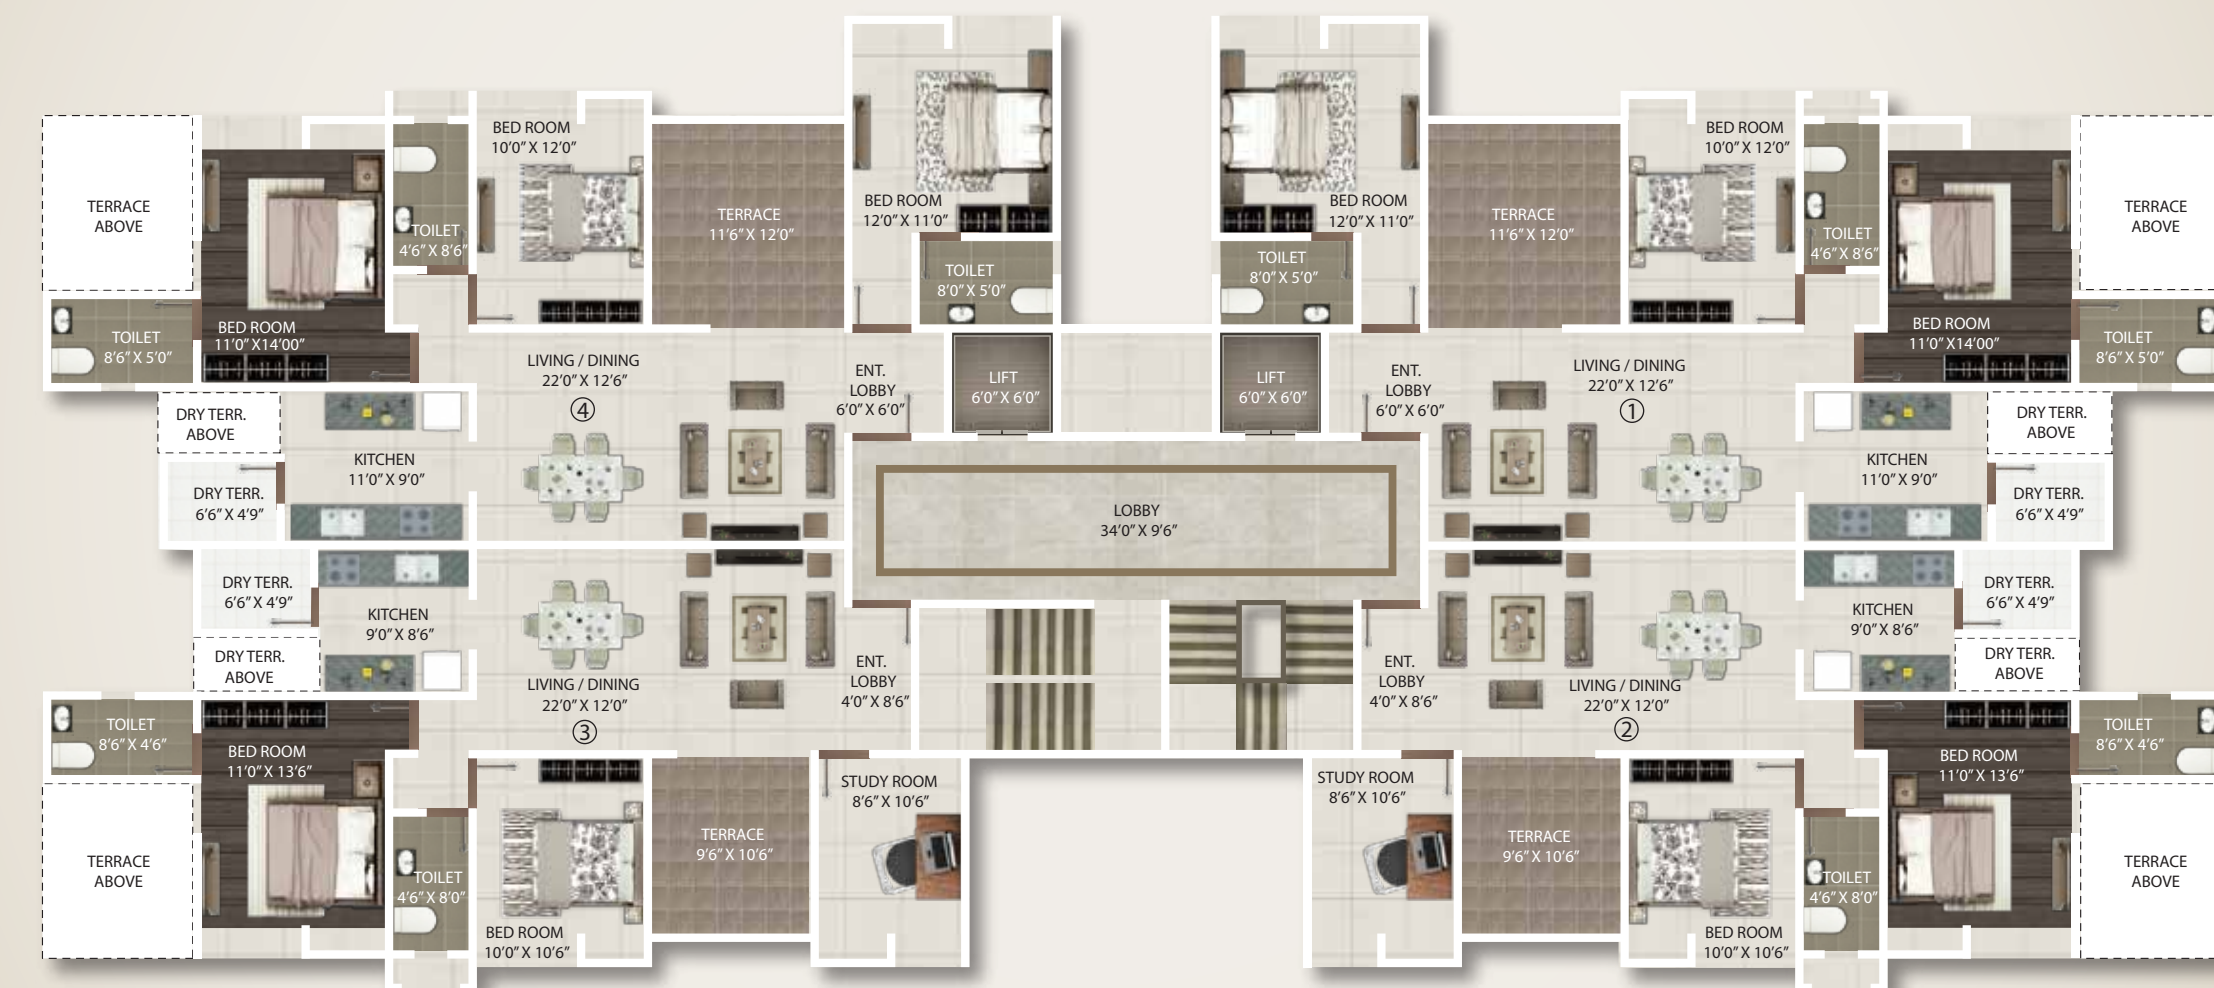 BED ROOM
10’0” X 12’0”
BED ROOM
12’0” X 11’0”
BED ROOM
12’0” X 11’0”
BED ROOM
10’0” X 12’0”
TERRACE
ABOVE
TOILET
4’6” X 8’6”
TERRACE
11’6” X 12’0”
TERRACE
11’6” X 12’0”
TOILET
4’6” X 8’6”
TERRACE
ABOVE
TOILET
8’0” X 5’0”
TOILET
8’0” X 5’0”
TOILET
8’6” X 5’0”
BED ROOM
11’0” X14’00”
BED ROOM
11’0” X14’00”
TOILET
8’6” X 5’0”
LIVING / DINING
22’0” X 12’6”
4
ENT.
LOBBY
6’0” X 6’0”
LIFT
6’0” X 6’0”
LIFT
6’0” X 6’0”
ENT.
LOBBY
6’0” X 6’0”
LIVING / DINING
22’0” X 12’6”
1
DRY TERR.
ABOVE
KITCHEN
11’0” X 9’0”
DRY TERR.
6’6” X 4’9”
LOBBY
34’0” X 9’6”
KITCHEN
11’0” X 9’0”
DRY TERR.
ABOVE
DRY TERR.
6’6” X 4’9”
DRY TERR.
6’6” X 4’9”
KITCHEN
9’0” X 8’6”
DRY TERR.
ABOVE
LIVING / DINING
22’0” X 12’0”
3
ENT.
LOBBY
4’0” X 8’6”
ENT.
LOBBY
4’0” X 8’6”
LIVING / DINING
22’0” X 12’0”
2
KITCHEN
9’0” X 8’6”
DRY TERR.
6’6” X 4’9”
DRY TERR.
ABOVE
TOILET
8’6” X 4’6”
BED ROOM
11’0” X 13’6”
STUDY ROOM
8’6” X 10’6”
STUDY ROOM
8’6” X 10’6”
BED ROOM
11’0” X 13’6”
TOILET
8’6” X 4’6”
TERRACE
ABOVE
TOILET
4’6” X 8’0”
TERRACE
9’6” X 10’6”
TERRACE
9’6” X 10’6”
TOILET
4’6” X 8’0”
TERRACE
ABOVE
BED ROOM
10’0” X 10’6”
BED ROOM
10’0” X 10’6”